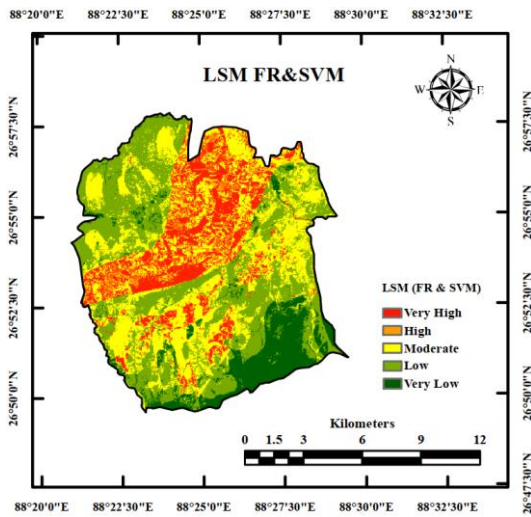 88°20'0"E 88°22'30"E 88°25'0"E 88°27'30"E 88°30'0"E 88°32'30"E
LSM FR&SVM
N
W E
S
26°57'30"N 26°57'30"N
26°55'0"N 26°55'0"N
26°52'30"N 26°52'30"N
26°50'0"N 26°50'0"N
26°47'30"N
LSM (FR & SVM)
Very High
High
Moderate
Low
Very Low
Kilometers
0 1.5 3 6 9 12
88°20'0"E 88°22'30"E 88°25'0"E 88°27'30"E 88°30'0"E 88°32'30"E